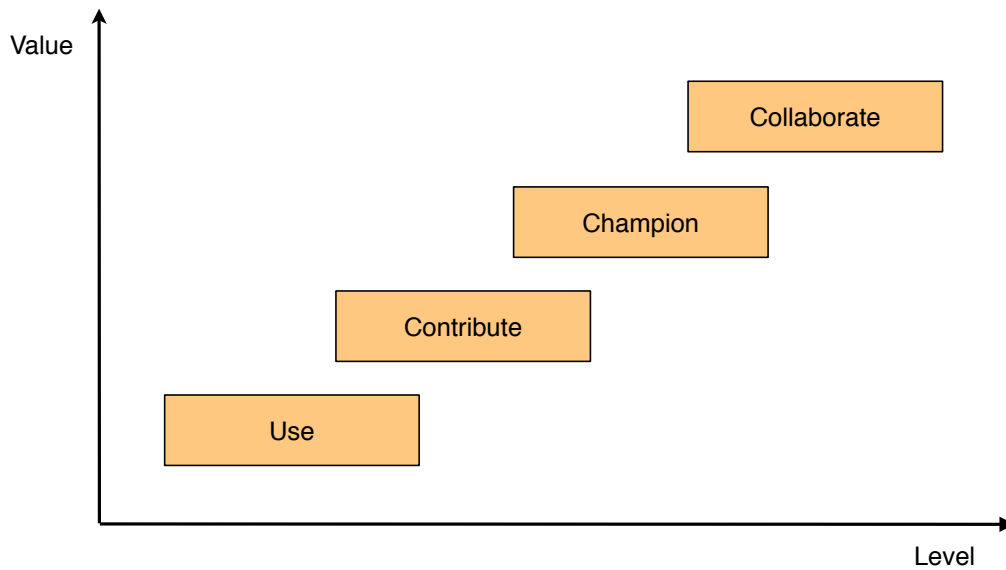 Value
Collaborate
Champion
Contribute
Use
Level